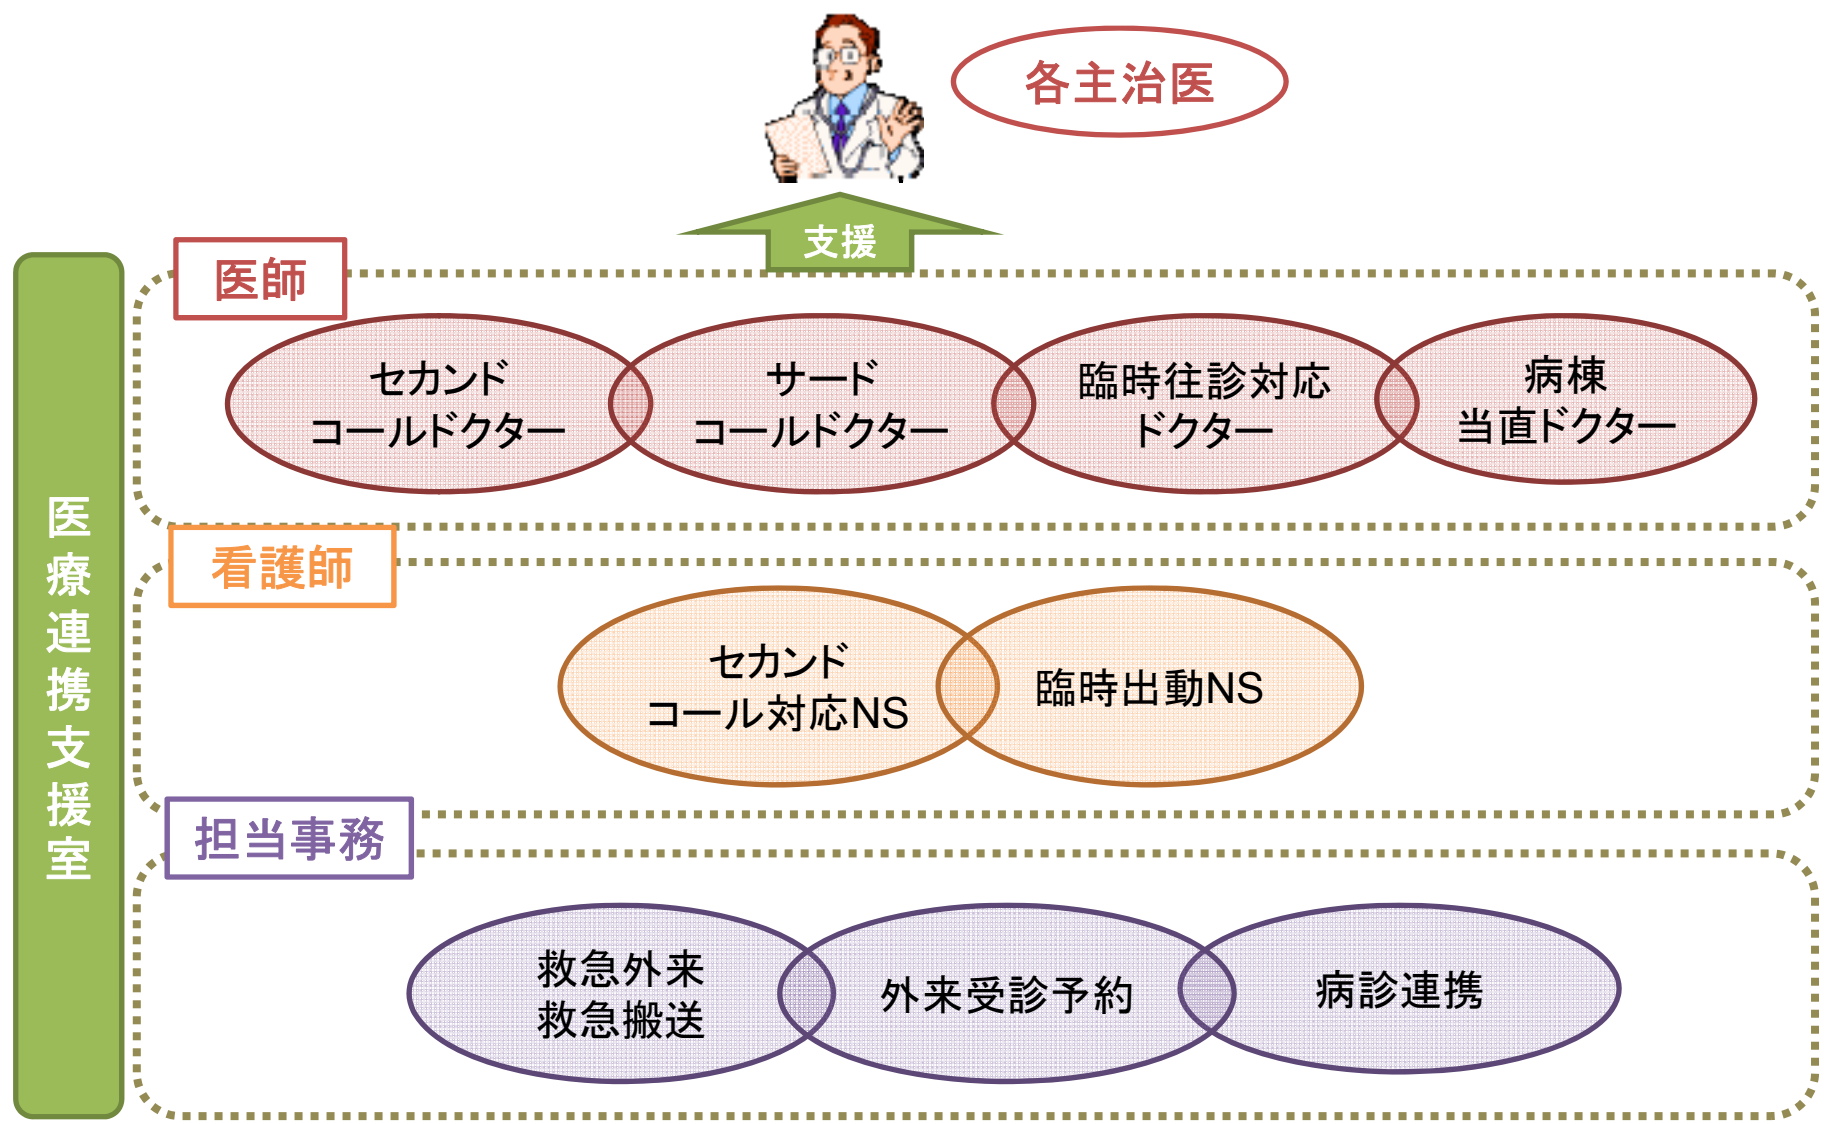 各主治医
支援
医療連携支援室
医師
セカンド
コールドクター
サード
コールドクター
臨時往診対応
ドクター
病棟
当直ドクター
看護師
セカンド
コール対応NS
臨時出動NS
担当事務
救急外来
救急搬送
外来受診予約
病診連携